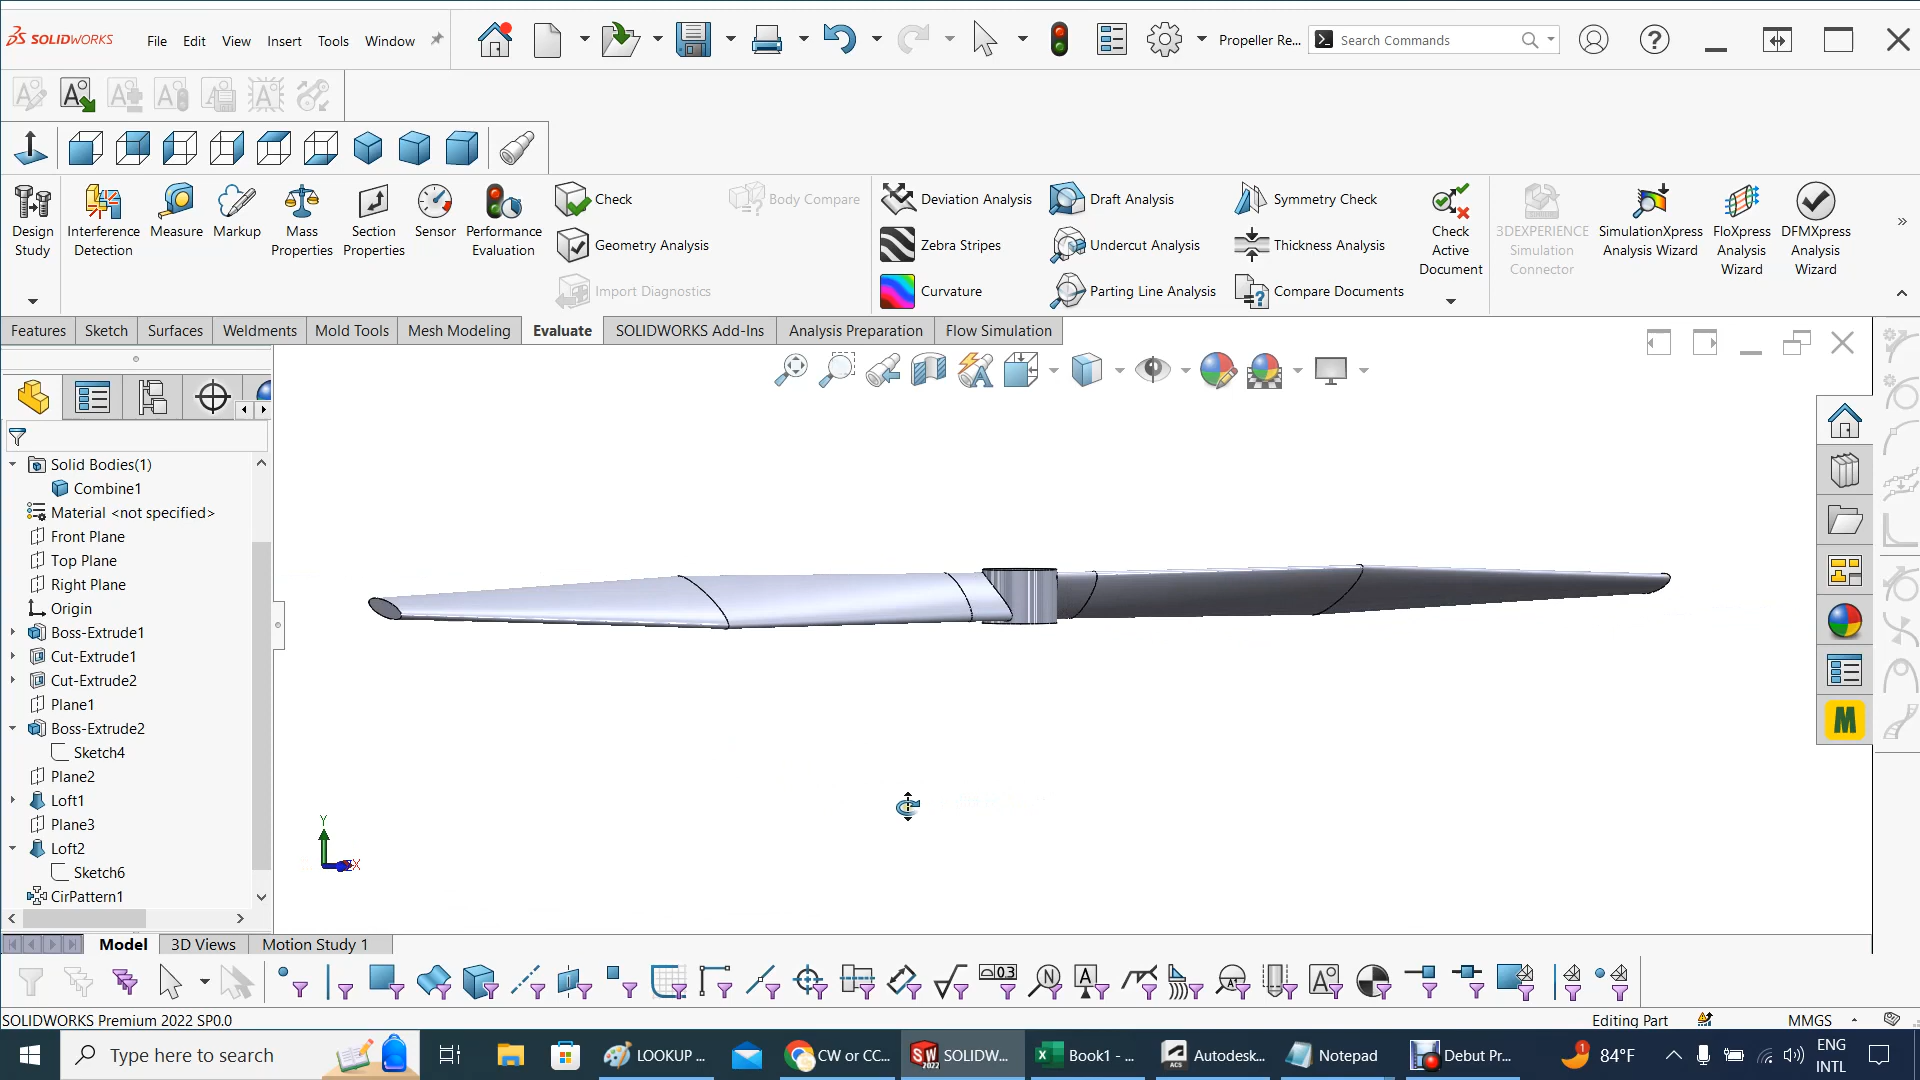 SOLIDWORKS
File Edit View Insert Tools Window
Propeller Re...
Search Commands
Design Study
Interference Detection
Measure
Markup
Mass Properties
Section Properties
Sensor
Performance Evaluation
Check
Geometry Analysis
Import Diagnostics
Body Compare
Deviation Analysis
Zebra Stripes
Curvature
Draft Analysis
Undercut Analysis
Parting Line Analysis
Symmetry Check
Thickness Analysis
Compare Documents
Check Active Document
3DEXPERIENCE Simulation Connector
SimulationXpress Analysis Wizard
FloXpress Analysis Wizard
DFMXpress Analysis Wizard
Features Sketch Surfaces Weldments Mold Tools Mesh Modeling Evaluate SOLIDWORKS Add-Ins Analysis Preparation Flow Simulation
Solid Bodies(1)
Combine1
Material <not specified>
Front Plane
Top Plane
Right Plane
Origin
Boss-Extrude1
Cut-Extrude1
Cut-Extrude2
Plane1
Boss-Extrude2
Sketch4
Plane2
Loft1
Plane3
Loft2
Sketch6
CirPattern1
Y
X
M
Model 3D Views Motion Study 1
SOLIDWORKS Premium 2022 SP0.0
Editing Part
MMGS
Type here to search
LOOKUP ...
CW or CC...
SOLIDW...
Book1 - ...
Autodesk...
Notepad
Debut Pr...
84°F
ENG
INTL